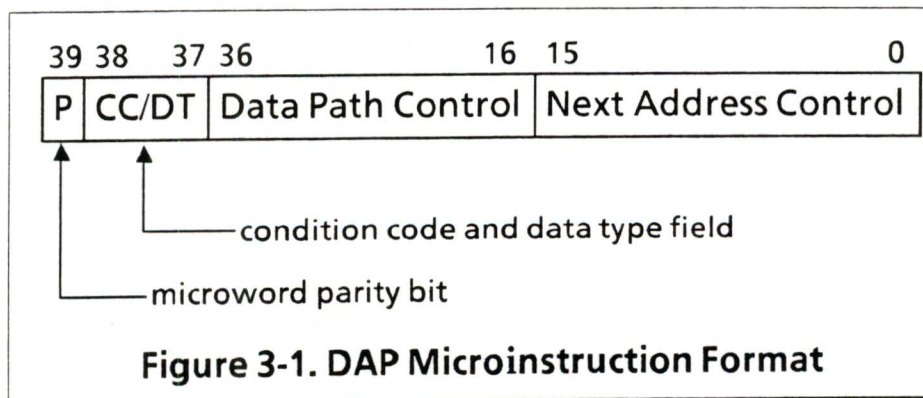 39 38 37 36 16 15 0
P CC/DT Data Path Control Next Address Control
condition code and data type field
microword parity bit
Figure 3-1. DAP Microinstruction Format